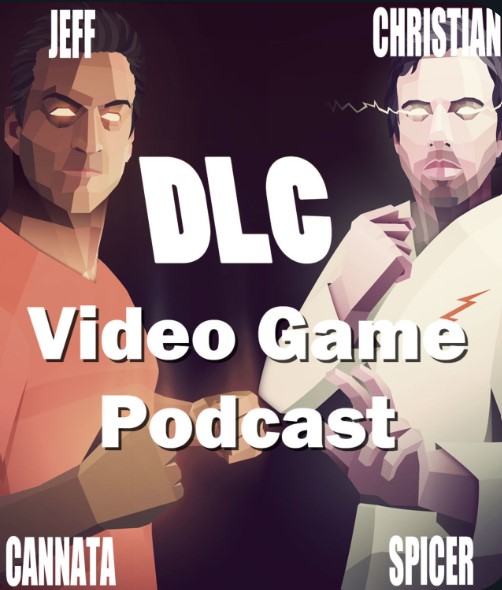 JEFF
CHRISTIAN
DLC
Video Game
Podcast
CANNATA
SPICER